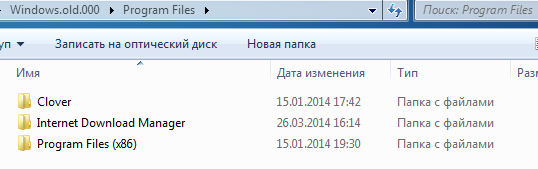 Windows.old.000 Program Files Поиск: Program Files
Записать на оптический диск Новая папка
Имя Дата изменения Тип
Clover 15.01.2014 17:42 Папка с файлами
Internet Download Manager 26.03.2014 16:14 Папка с файлами
Program Files (x86) 15.01.2014 19:30 Папка с файлами